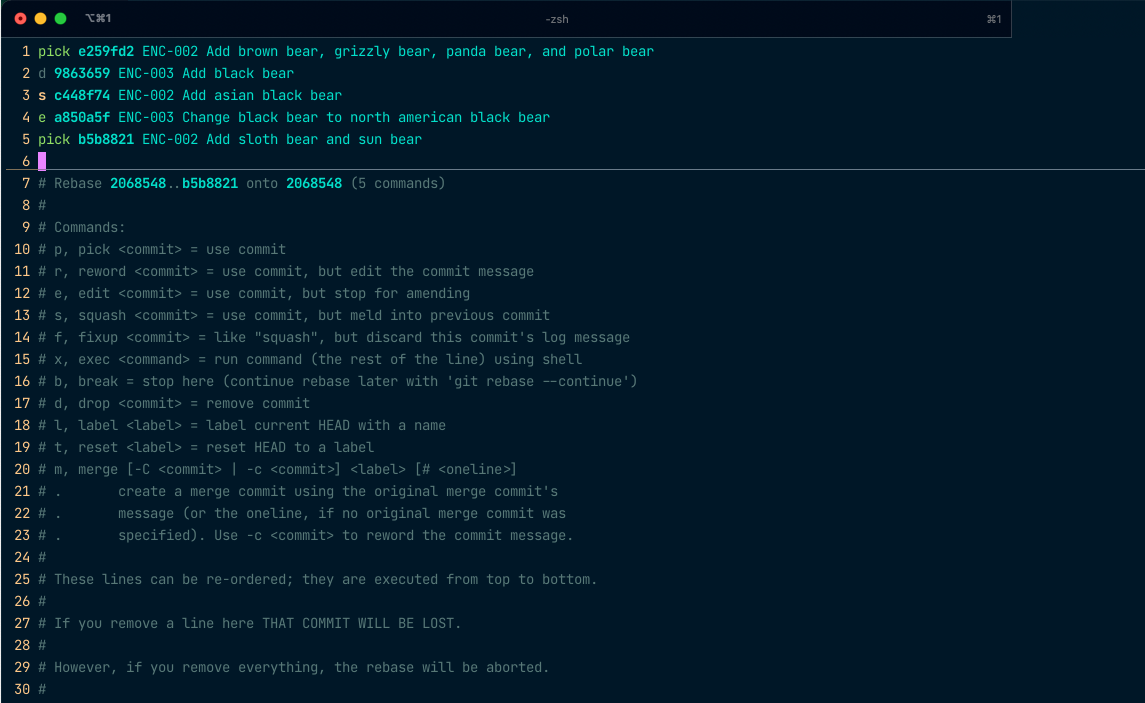 ⌥⌘1 -zsh ⌘1
1 pick e259fd2 ENC-002 Add brown bear, grizzly bear, panda bear, and polar bear
2 d 9863659 ENC-003 Add black bear
3 s c448f74 ENC-002 Add asian black bear
4 e a850a5f ENC-003 Change black bear to north american black bear
5 pick b5b8821 ENC-002 Add sloth bear and sun bear
6
7 # Rebase 2068548..b5b8821 onto 2068548 (5 commands)
8 #
9 # Commands:
10 # p, pick <commit> = use commit
11 # r, reword <commit> = use commit, but edit the commit message
12 # e, edit <commit> = use commit, but stop for amending
13 # s, squash <commit> = use commit, but meld into previous commit
14 # f, fixup <commit> = like "squash", but discard this commit's log message
15 # x, exec <command> = run command (the rest of the line) using shell
16 # b, break = stop here (continue rebase later with 'git rebase --continue')
17 # d, drop <commit> = remove commit
18 # l, label <label> = label current HEAD with a name
19 # t, reset <label> = reset HEAD to a label
20 # m, merge [-C <commit> | -c <commit>] <label> [# <oneline>]
21 # .       create a merge commit using the original merge commit's
22 # .       message (or the oneline, if no original merge commit was
23 # .       specified). Use -c <commit> to reword the commit message.
24 #
25 # These lines can be re-ordered; they are executed from top to bottom.
26 #
27 # If you remove a line here THAT COMMIT WILL BE LOST.
28 #
29 # However, if you remove everything, the rebase will be aborted.
30 #